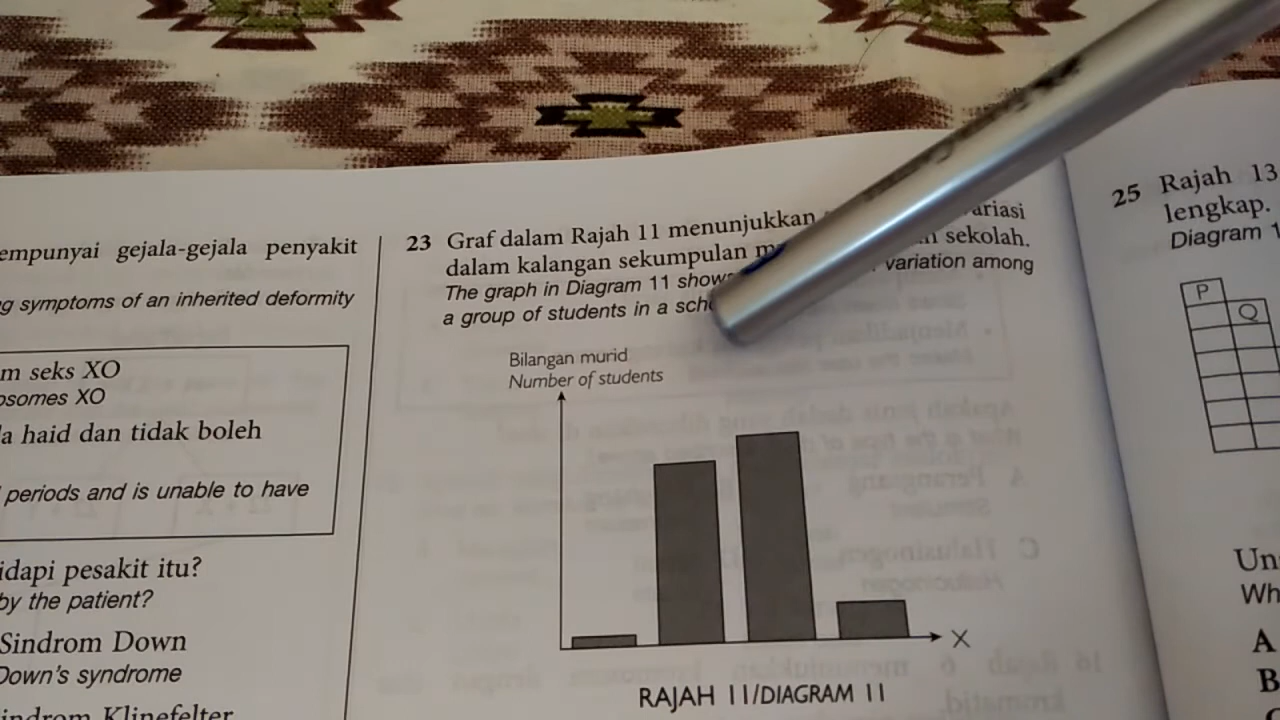 empunyai gejala-gejala penyakit
g symptoms of an inherited deformity
m seks XO
osomes XO
a haid dan tidak boleh
periods and is unable to have
idapi pesakit itu?
by the patient?
Sindrom Down
Down's syndrome
indrom Klinefelter
23 Graf dalam Rajah 11 menunjukkan ariasi
dalam kalangan sekumpulan sekolah.
The graph in Diagram 11 shows variation among
a group of students in a
Bilangan murid
Number of students
X
RAJAH 11/DIAGRAM 11
25 Rajah 13
lengkap.
Diagram 1
P
Q
Un
Wh
A
B